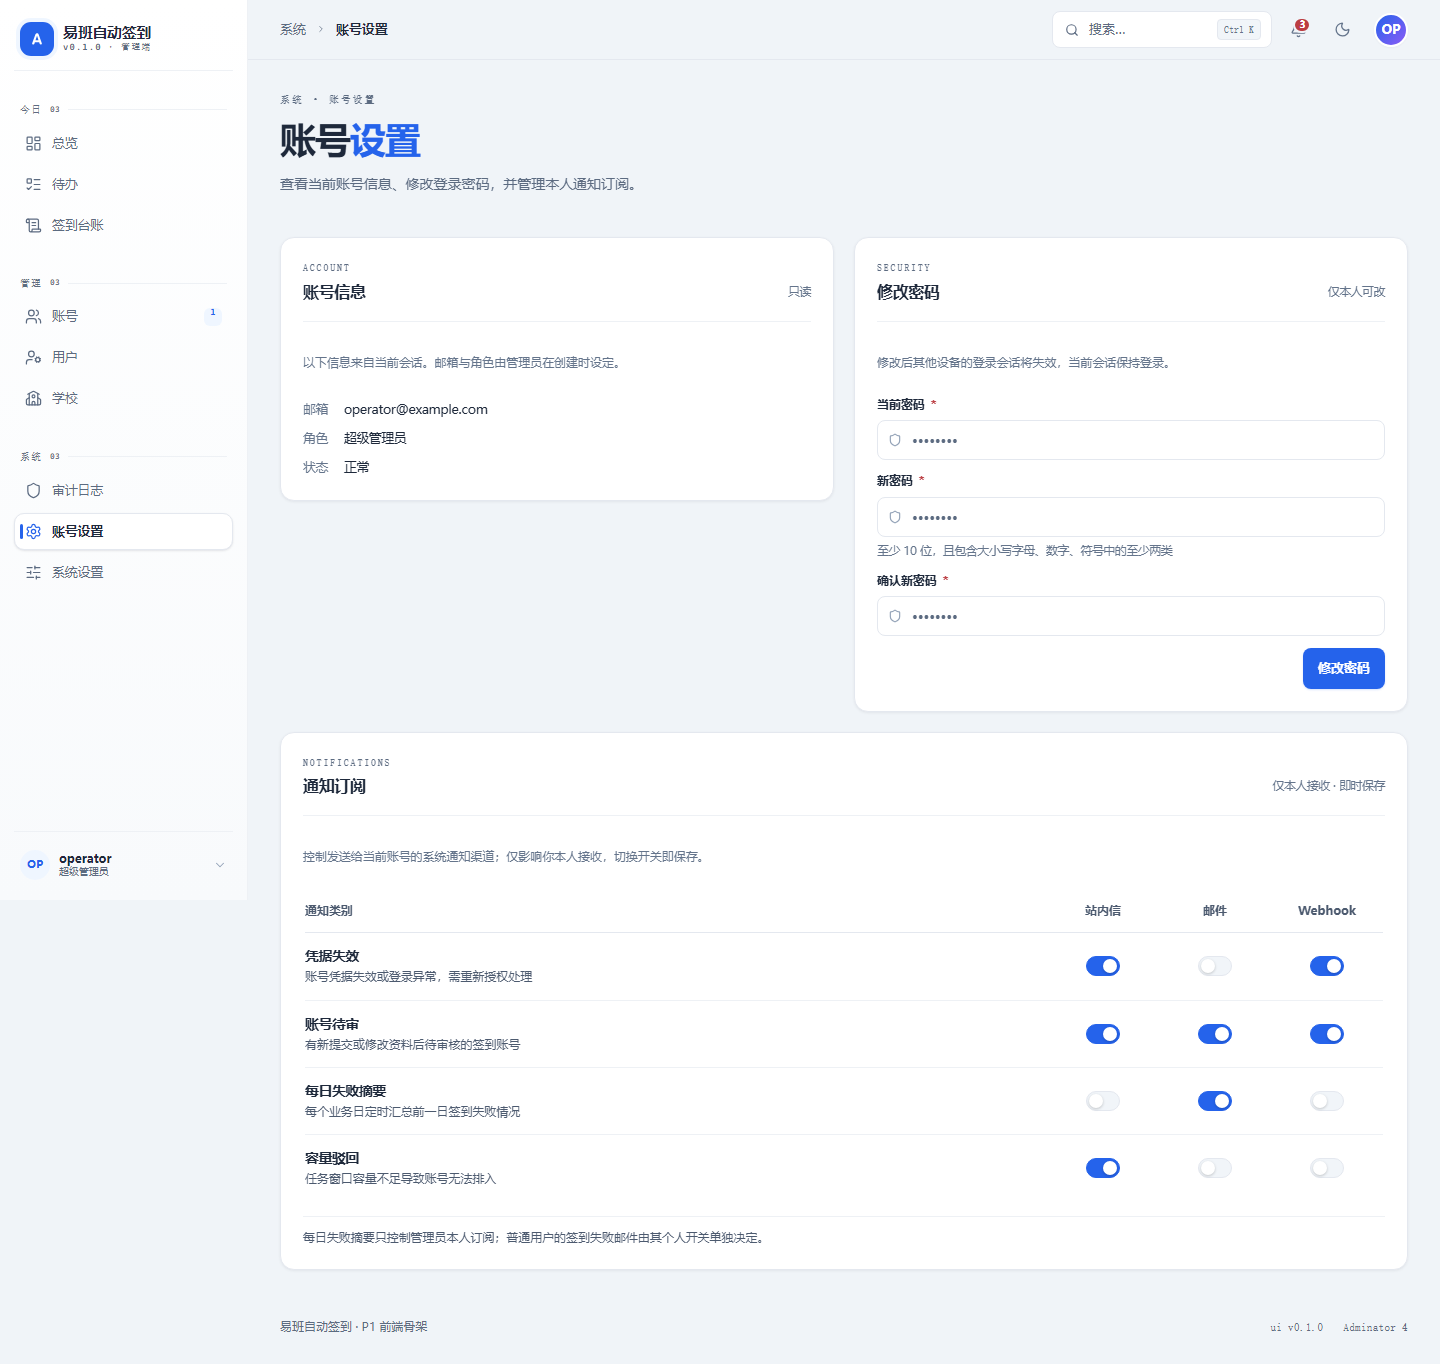 A
易班自动签到
v0.1.0 · 管理端
今日 03
总览
待办
签到台账
管理 03
账号
1
用户
学校
系统 03
审计日志
账号设置
系统设置
OP
operator
超级管理员
系统 › 账号设置
搜索...
Ctrl K
3
OP
系统 · 账号设置
账号设置
查看当前账号信息、修改登录密码，并管理本人通知订阅。
ACCOUNT
账号信息
只读
以下信息来自当前会话。邮箱与角色由管理员在创建时设定。
邮箱 operator@example.com
角色 超级管理员
状态 正常
SECURITY
修改密码
仅本人可改
修改后其他设备的登录会话将失效，当前会话保持登录。
当前密码 *
••••••••
新密码 *
••••••••
至少 10 位，且包含大小写字母、数字、符号中的至少两类
确认新密码 *
••••••••
修改密码
NOTIFICATIONS
通知订阅
仅本人接收 · 即时保存
控制发送给当前账号的系统通知渠道；仅影响你本人接收，切换开关即保存。
通知类别 站内信 邮件 Webhook
凭据失效
账号凭据失效或登录异常，需重新授权处理
账号待审
有新提交或修改资料后待审核的签到账号
每日失败摘要
每个业务日定时汇总前一日签到失败情况
容量驳回
任务窗口容量不足导致账号无法排入
每日失败摘要只控制管理员本人订阅；普通用户的签到失败邮件由其个人开关单独决定。
易班自动签到 · P1 前端骨架
ui v0.1.0 Adminator 4